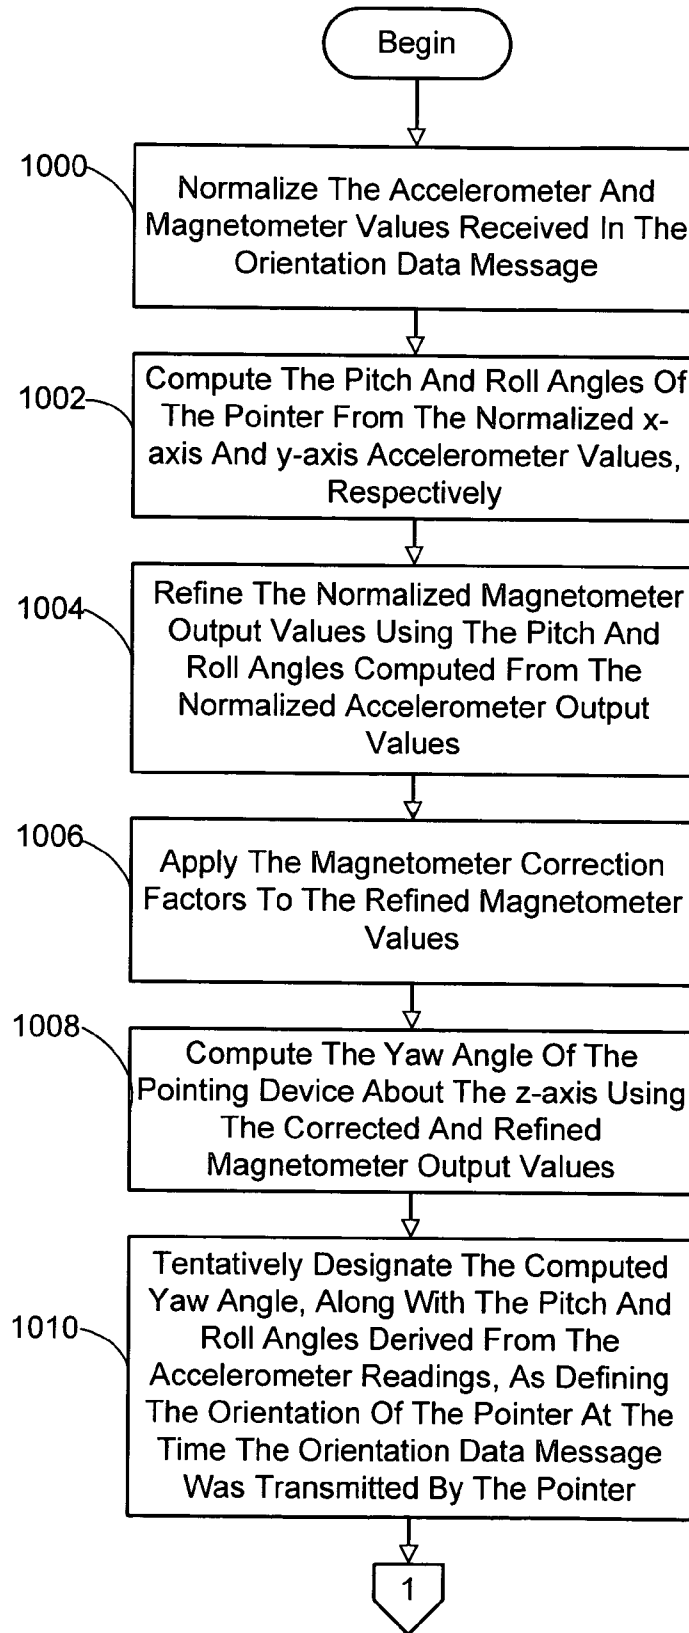 Begin
1000
Normalize The Accelerometer And
Magnetometer Values Received In The
Orientation Data Message
1002
Compute The Pitch And Roll Angles Of
The Pointer From The Normalized x-
axis And y-axis Accelerometer Values,
Respectively
1004
Refine The Normalized Magnetometer
Output Values Using The Pitch And
Roll Angles Computed From The
Normalized Accelerometer Output
Values
1006
Apply The Magnetometer Correction
Factors To The Refined Magnetometer
Values
1008
Compute The Yaw Angle Of The
Pointing Device About The z-axis Using
The Corrected And Refined
Magnetometer Output Values
1010
Tentatively Designate The Computed
Yaw Angle, Along With The Pitch And
Roll Angles Derived From The
Accelerometer Readings, As Defining
The Orientation Of The Pointer At The
Time The Orientation Data Message
Was Transmitted By The Pointer
1